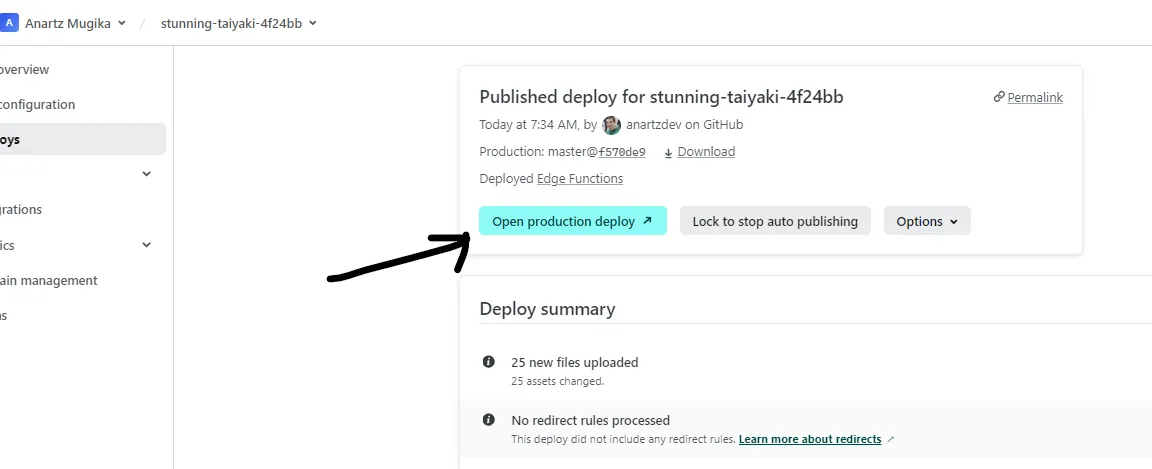 A Anartz Mugika / stunning-taiyaki-4f24bb
overview
configuration
oys
grations
ics
ain management
ns
Published deploy for stunning-taiyaki-4f24bb
Permalink
Today at 7:34 AM, by anartzdev on GitHub
Production: master@f570de9 Download
Deployed Edge Functions
Open production deploy Lock to stop auto publishing Options
Deploy summary
25 new files uploaded
25 assets changed.
No redirect rules processed
This deploy did not include any redirect rules. Learn more about redirects